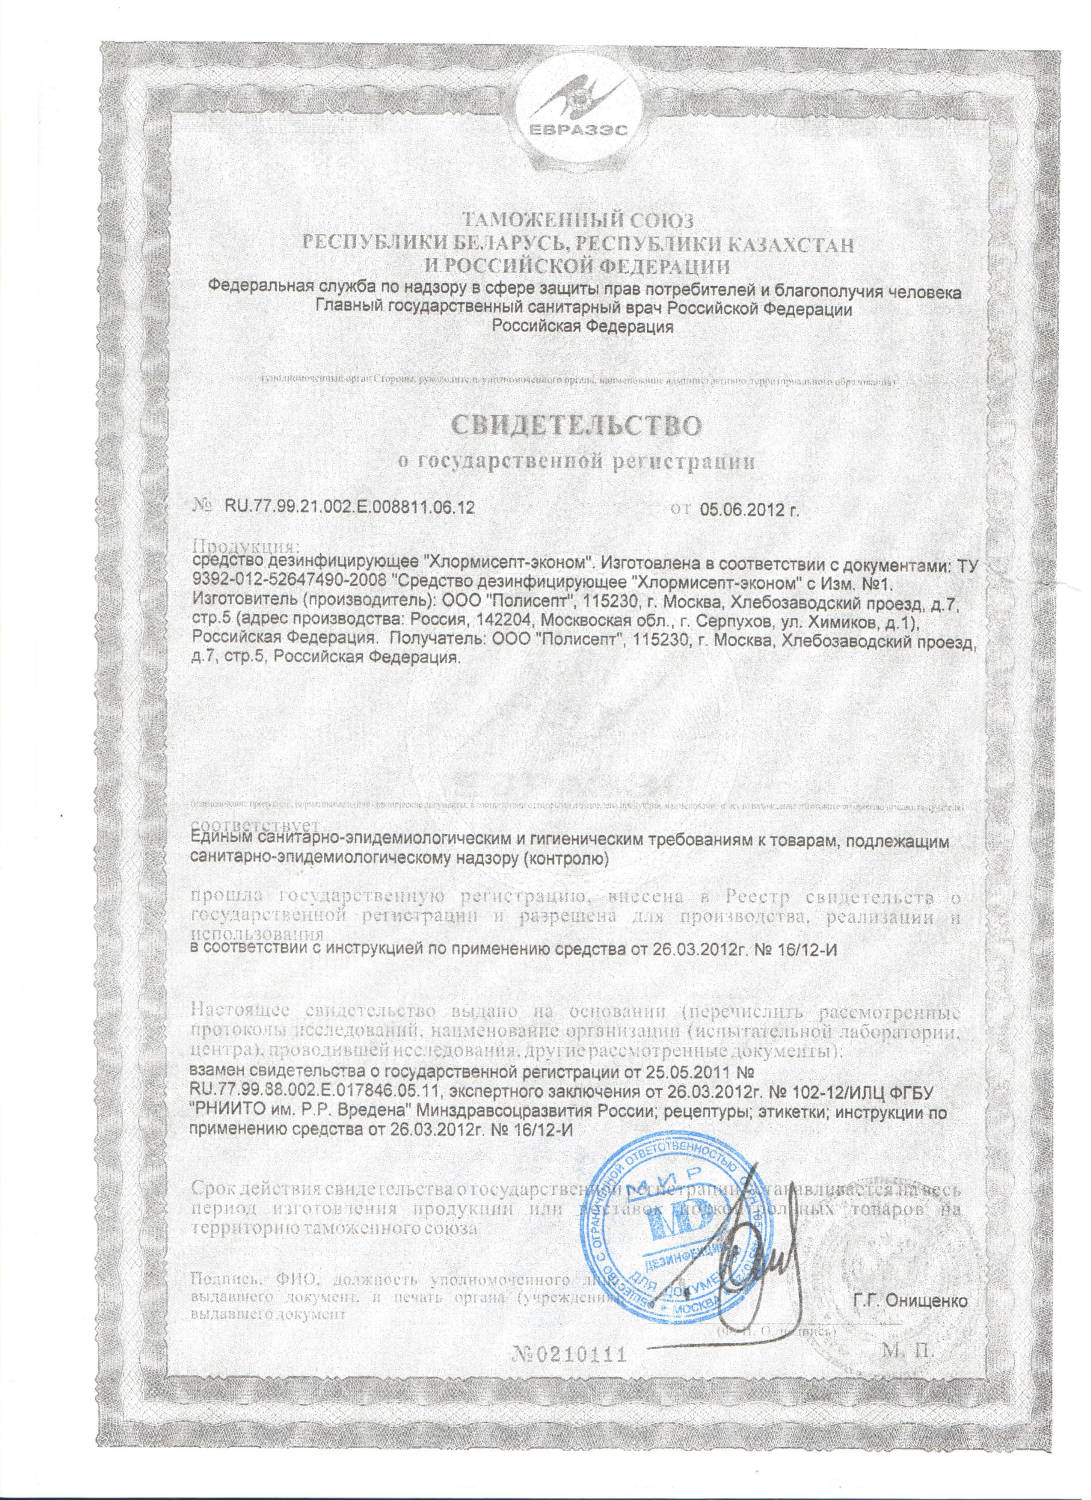 ЕВРАЗЭС
ТАМОЖЕННЫЙ СОЮЗ
РЕСПУБЛИКИ БЕЛАРУСЬ, РЕСПУБЛИКИ КАЗАХСТАН
И РОССИЙСКОЙ ФЕДЕРАЦИИ
Федеральная служба по надзору в сфере защиты прав потребителей и благополучия человека
Главный государственный санитарный врач Российской Федерации
Российская Федерация
(уполномоченный орган Стороны, руководитель уполномоченного органа, наименование административно-территориального образования)
СВИДЕТЕЛЬСТВО
о государственной регистрации
№ RU.77.99.21.002.Е.008811.06.12 от 05.06.2012 г.
Продукция:
средство дезинфицирующее "Хлормисепт-эконом". Изготовлена в соответствии с документами: ТУ
9392-012-52647490-2008 "Средство дезинфицирующее "Хлормисепт-эконом" с Изм. №1.
Изготовитель (производитель): ООО "Полисепт", 115230, г. Москва, Хлебозаводский проезд, д.7,
стр.5 (адрес производства: Россия, 142204, Москвоская обл., г. Серпухов, ул. Химиков, д.1),
Российская Федерация. Получатель: ООО "Полисепт", 115230, г. Москва, Хлебозаводский проезд,
д.7, стр.5, Российская Федерация.
соответствует
Единым санитарно-эпидемиологическим и гигиеническим требованиям к товарам, подлежащим
санитарно-эпидемиологическому надзору (контролю)
прошла государственную регистрацию, внесена в Реестр свидетельств о
государственной регистрации и разрешена для производства, реализации и
использования
в соответствии с инструкцией по применению средства от 26.03.2012г. № 16/12-И
Настоящее свидетельство выдано на основании (перечислить рассмотренные
протоколы исследований, наименование организации (испытательной лаборатории,
центра), проводившей исследования, другие рассмотренные документы):
взамен свидетельства о государственной регистрации от 25.05.2011 №
RU.77.99.38.002.Е.017846.05.11, экспертного заключения от 26.03.2012г. № 102-12/ИЛЦ ФГБУ
"РНИИТО им. Р.Р. Вредена" Минздравсоцразвития России; рецептуры; этикетки; инструкции по
применению средства от 26.03.2012г. № 16/12-И
Срок действия свидетельства о государственной регистрации устанавливается на весь
период изготовления продукции или поставок подконтрольных товаров на
территорию таможенного союза
Подпись, ФИО, должность уполномоченного
выдавшего документ, и печать органа (учреждения)
выдавшего документ
Г.Г. Онищенко
(Ф. И. О. подпись)
№0210111
М. П.
ОБЩЕСТВО С ОГРАНИЧЕННОЙ ОТВЕТСТВЕННОСТЬЮ
МИР
ДЕЗИНФЕКЦИИ
ДЛЯ ДОКУМЕНТОВ
МОСКВА